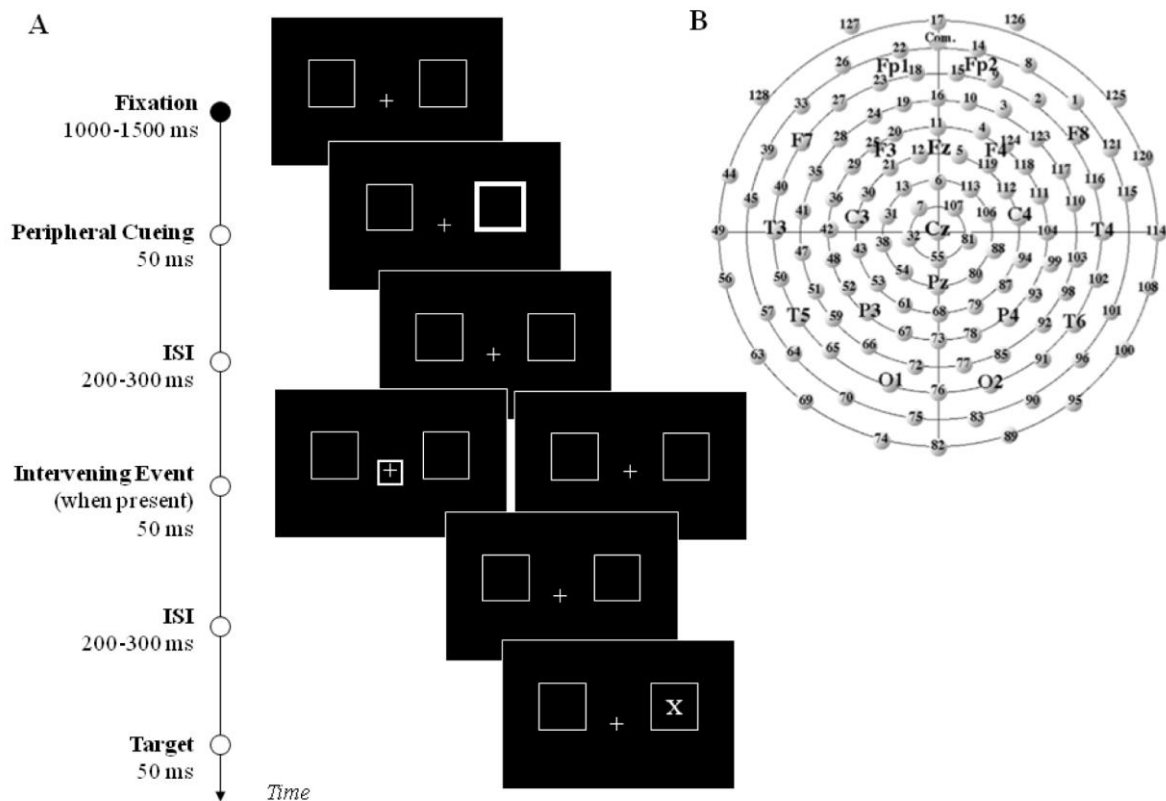 A
Fixation
1000-1500 ms
Peripheral Cueing
50 ms
ISI
200-300 ms
Intervening Event
(when present)
50 ms
ISI
200-300 ms
Target
50 ms
Time
X
B
127 17 126
Com.
22 14
26 Fp1 Fp2 8
18 15
23 9
128 33 27 16 10 2 1 125
19 3
24 11 4
F7 28 20 124 123 F8
25 F3 12 Fz 5 F4
39 121
29 21 119 118 117 120
44 35 6 116
40 30 13 113 112 111 115
45 36 7 107 110
41 C3 31 106 C4
49 T3 42 32 Cz 104 T4 114
38 81
47 43 55 88
48 54 80 94 99 103
56 50 52 53 Pz 87 93 98 102 108
51 61 68 79
57 T5 59 P3 67 78 P4 92 T6 101
73
63 64 65 66 72 77 85 91 96 100
O1 76 O2
69 70 90 95
75 83
74 82 89